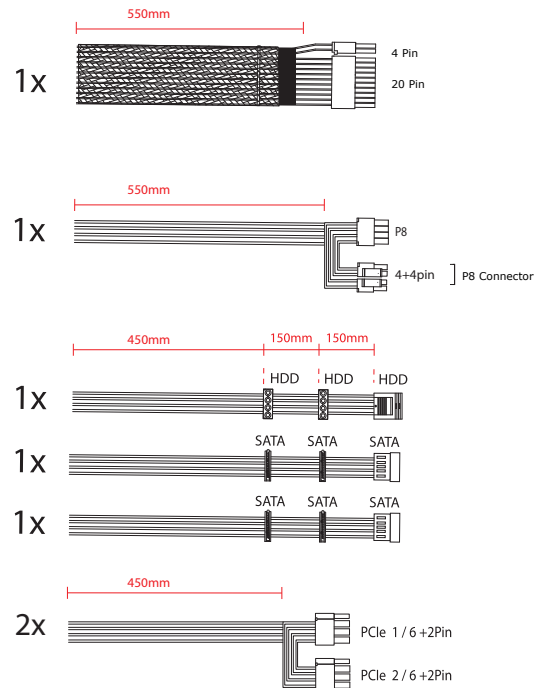 550mm
1x
4 Pin
20 Pin
550mm
1x
P8
4+4pin
P8 Connector
450mm 150mm 150mm
HDD HDD HDD
1x
SATA SATA SATA
1x
SATA SATA SATA
1x
450mm
2x
PCIe 1 / 6 +2Pin
PCIe 2 / 6 +2Pin